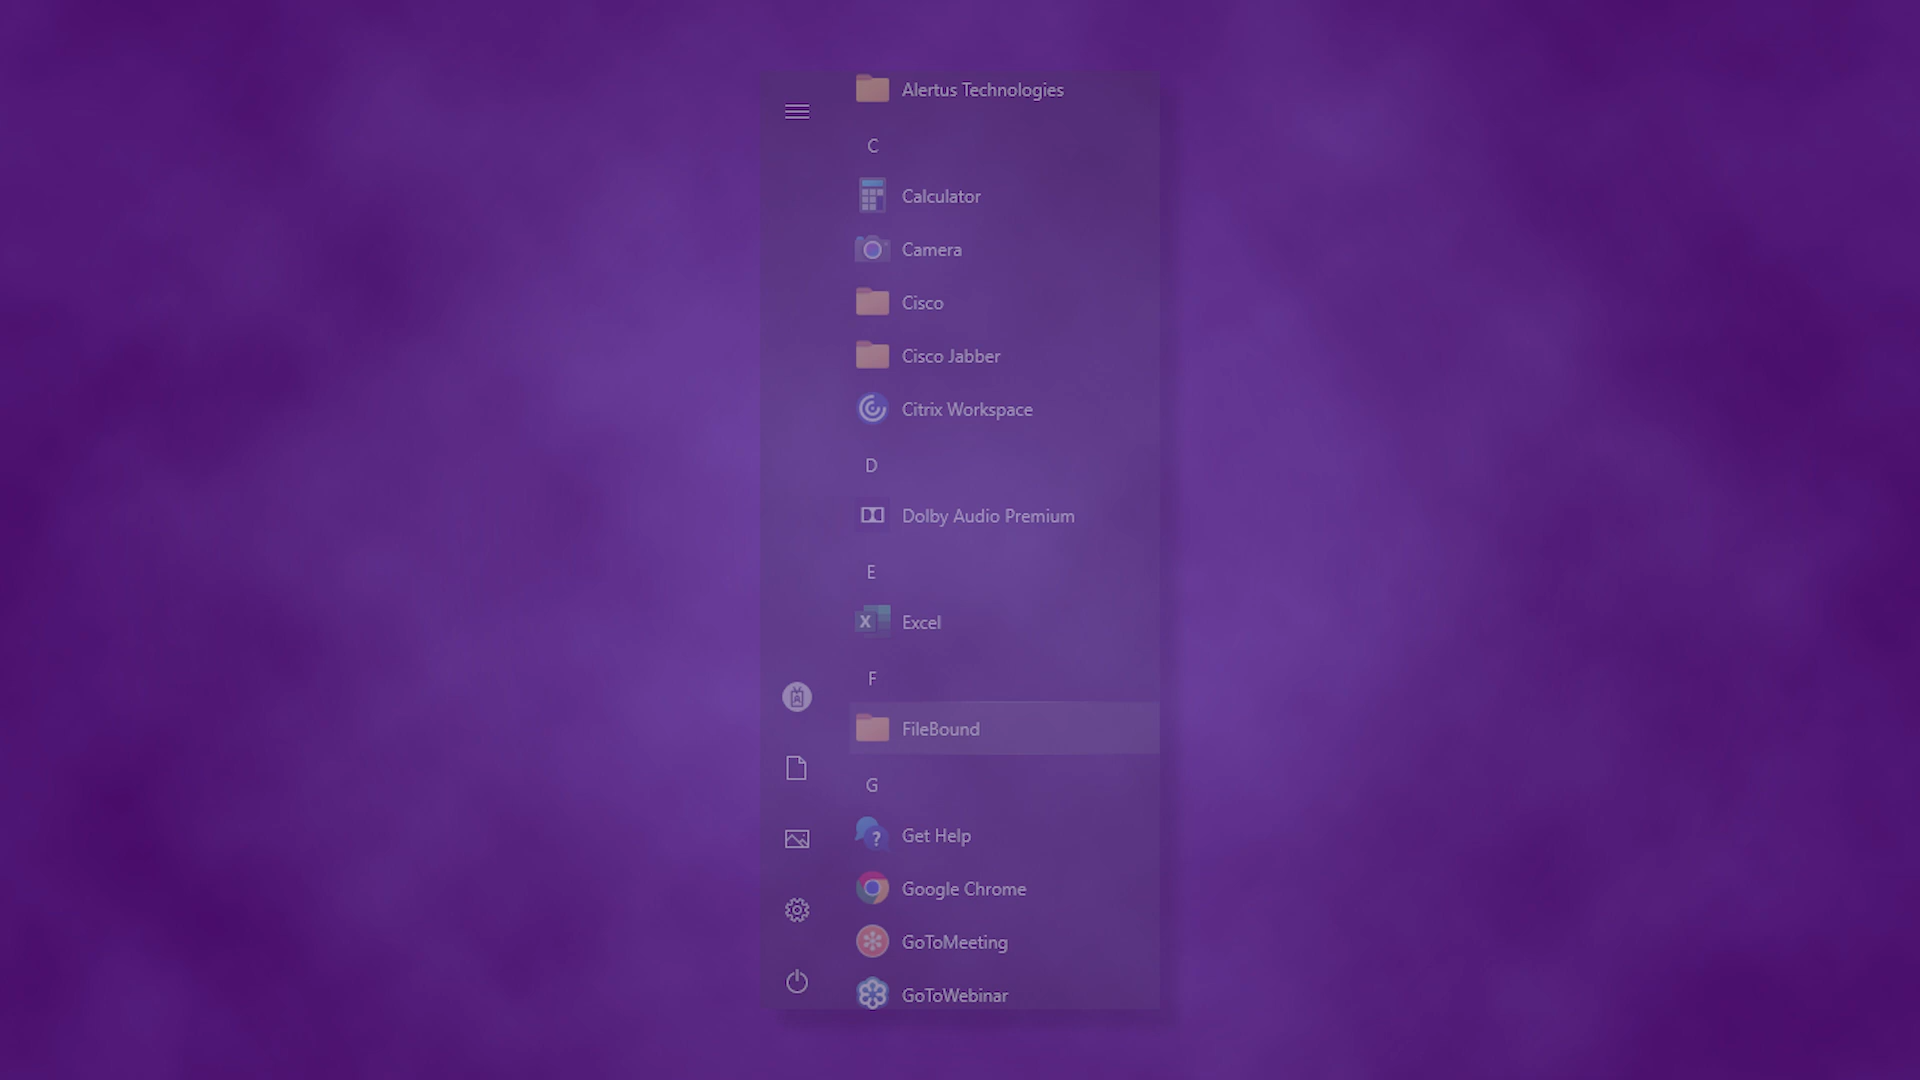 Alertus Technologies
C
Calculator
Camera
Cisco
Cisco Jabber
Citrix Workspace
D
Dolby Audio Premium
E
Excel
F
FileBound
G
Get Help
Google Chrome
GoToMeeting
GoToWebinar